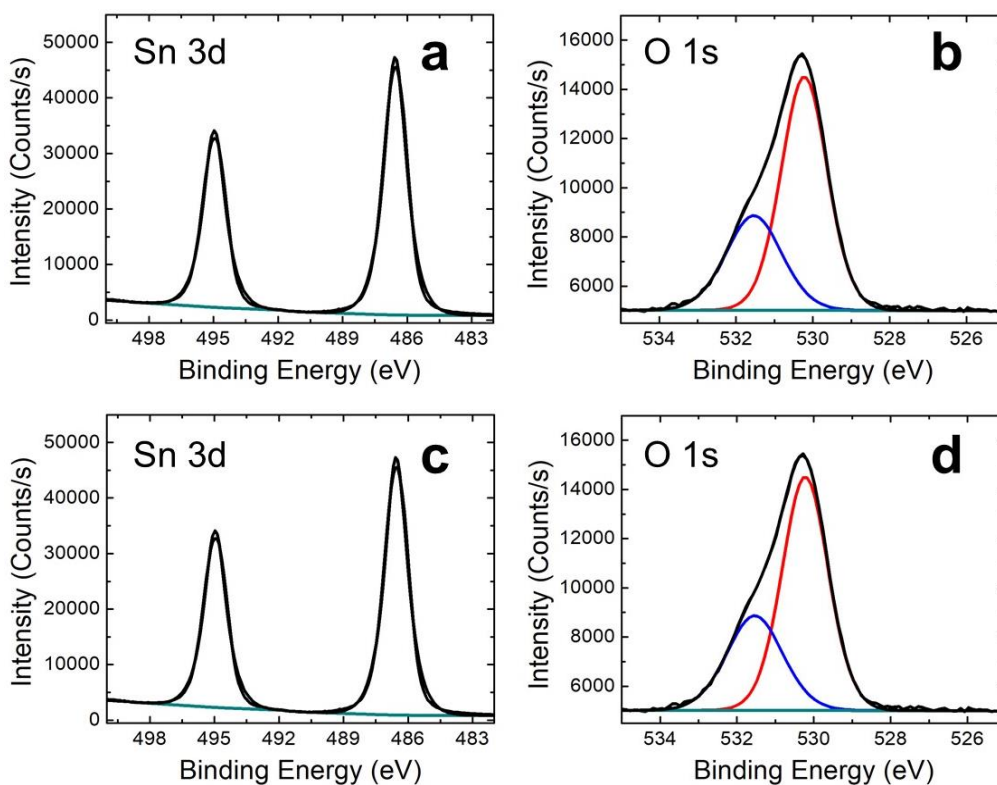 Sn 3d
a
Intensity (Counts/s)
50000
40000
30000
20000
10000
0
498 495 492 489 486 483
Binding Energy (eV)
O 1s
b
Intensity (Counts/s)
16000
14000
12000
10000
8000
6000
534 532 530 528 526
Binding Energy (eV)
Sn 3d
c
Intensity (Counts/s)
50000
40000
30000
20000
10000
0
498 495 492 489 486 483
Binding Energy (eV)
O 1s
d
Intensity (Counts/s)
16000
14000
12000
10000
8000
6000
534 532 530 528 526
Binding Energy (eV)